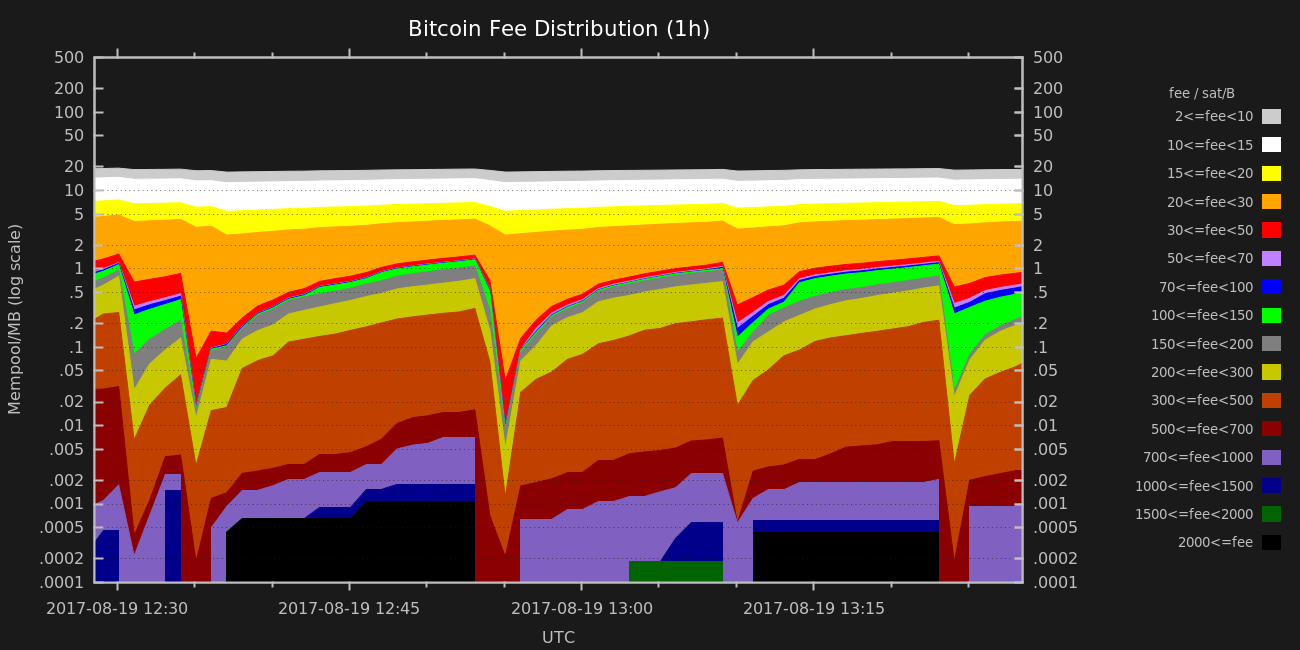 Bitcoin Fee Distribution (1h)
Mempool/MB (log scale)
500
200
100
50
20
10
5
2
1
.5
.2
.1
.05
.02
.01
.005
.002
.001
.0005
.0002
.0001
500
200
100
50
20
10
5
2
1
.5
.2
.1
.05
.02
.01
.005
.002
.001
.0005
.0002
.0001
2017-08-19 12:30
2017-08-19 12:45
2017-08-19 13:00
2017-08-19 13:15
UTC
fee / sat/B
2<=fee<10
10<=fee<15
15<=fee<20
20<=fee<30
30<=fee<50
50<=fee<70
70<=fee<100
100<=fee<150
150<=fee<200
200<=fee<300
300<=fee<500
500<=fee<700
700<=fee<1000
1000<=fee<1500
1500<=fee<2000
2000<=fee